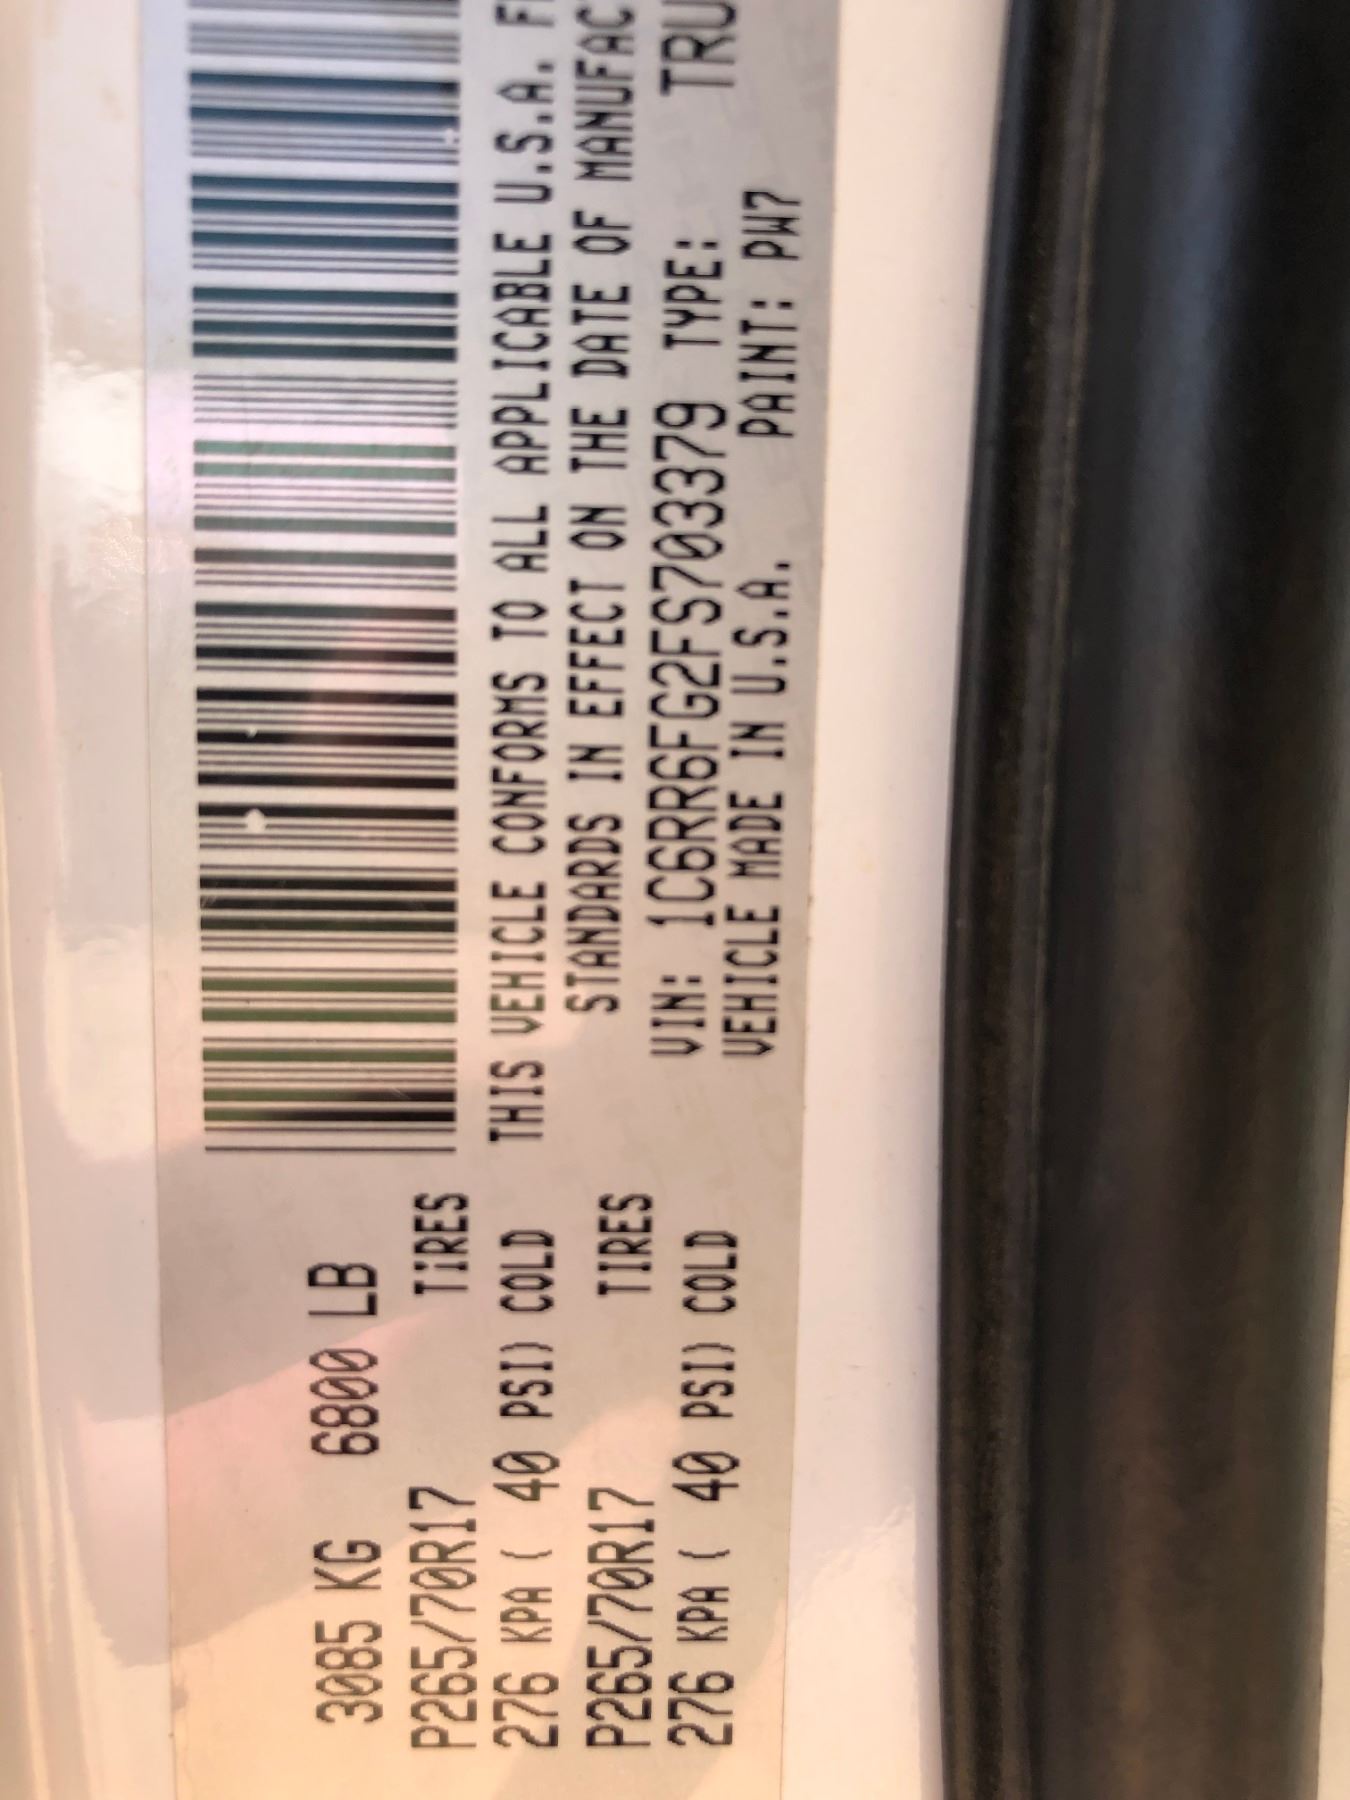 3085 KG 6800 LB
P265/70R17 TIRES
276 KPA ( 40 PSI) COLD
P265/70R17 TIRES
276 KPA ( 40 PSI) COLD
THIS VEHICLE CONFORMS TO ALL APPLICABLE U.S.A. F
STANDARDS IN EFFECT ON THE DATE OF MANUFAC
VIN: 1C6RR6FG2FS703379 TYPE: TRU
VEHICLE MADE IN U.S.A. PAINT: PW7